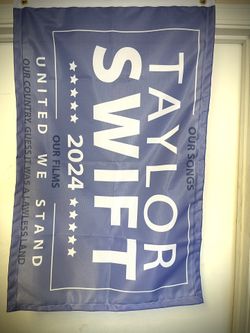 OUR SONGS
TAYLOR
SWIFT
★★★★★ 2024 ★★★★★
OUR FILMS
UNITED WE STAND
OUR COUNTRY, GUESS IT WAS A LAWLESS LAND